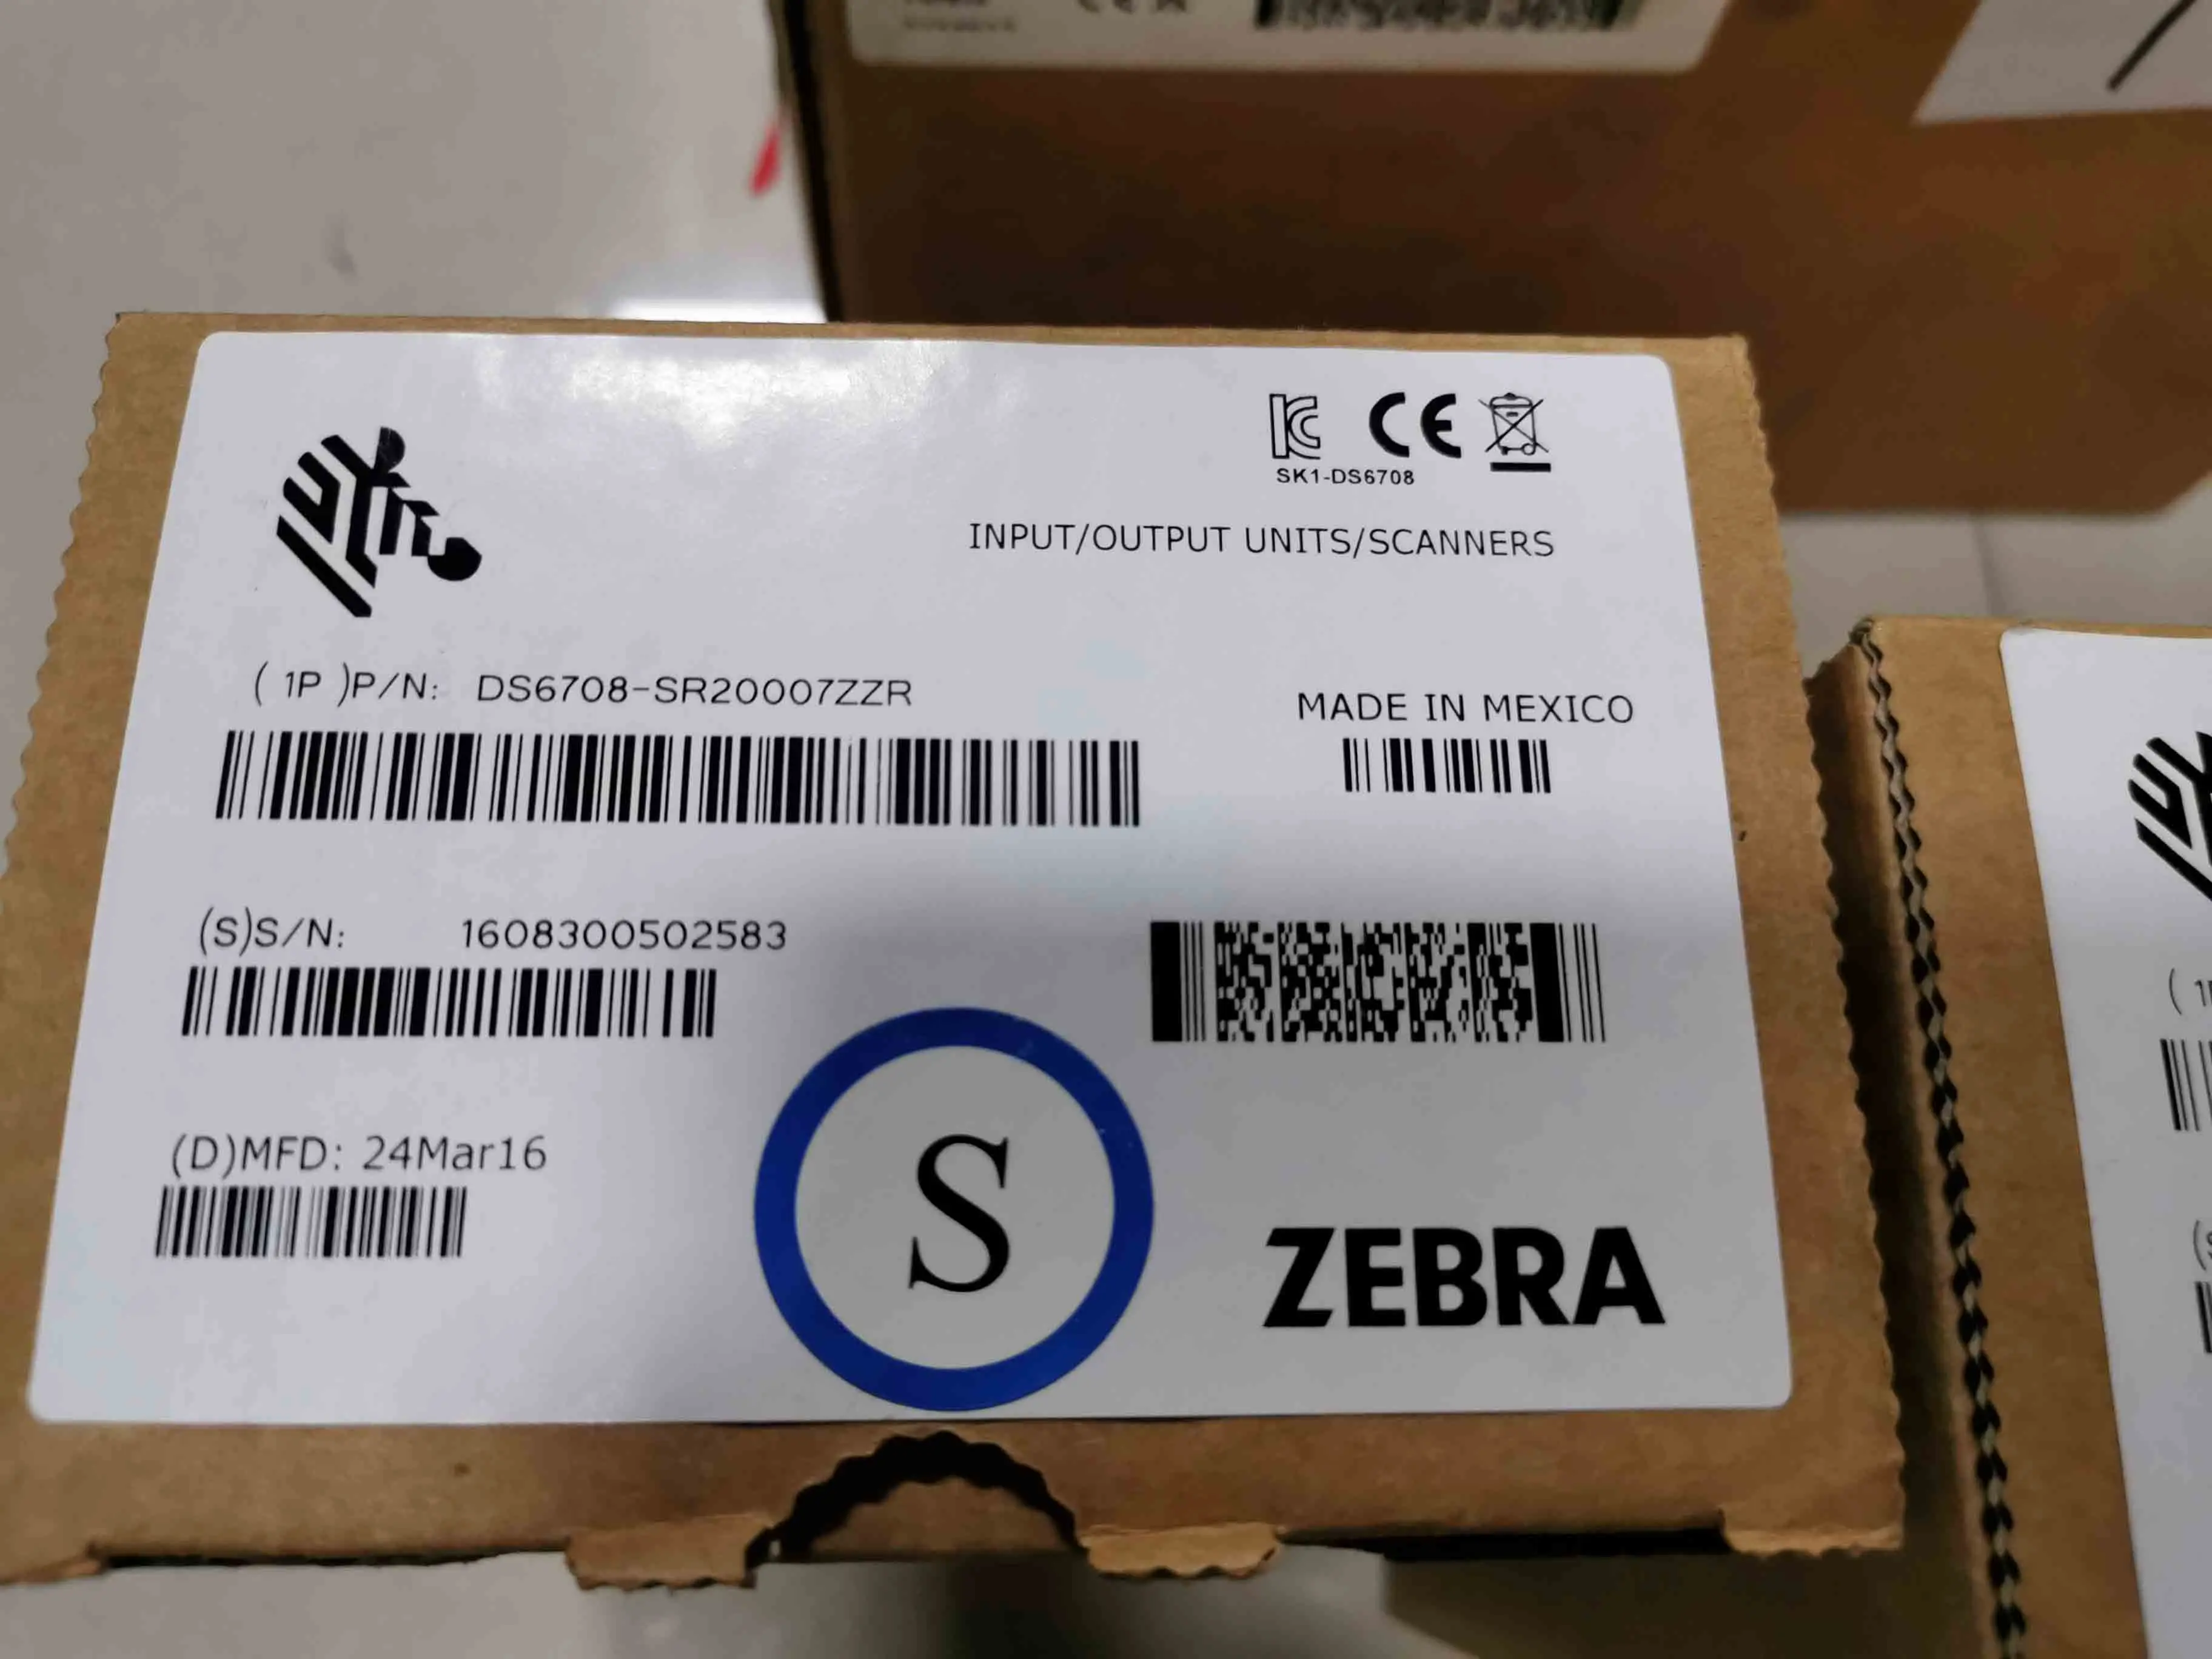 SK1-DS6708
INPUT/OUTPUT UNITS/SCANNERS
( 1P )P/N: DS6708-SR20007ZZR
MADE IN MEXICO
(S)S/N: 1608300502583
(D)MFD: 24Mar16
S
ZEBRA